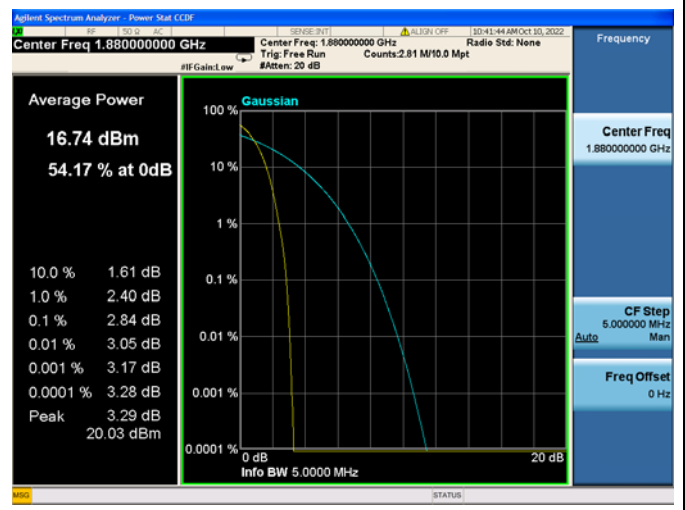 Agilent Spectrum Analyzer - Power Stat CCDF
RF 50 Ω AC SENSE:INT ALIGN OFF 10:41:44 AM Oct 10, 2022
Center Freq 1.880000000 GHz
Center Freq: 1.880000000 GHz Radio Std: None
Trig: Free Run Counts:2.81 M/10.0 Mpt
#IFGain:Low #Atten: 20 dB
Frequency
Average Power
16.74 dBm
54.17 % at 0dB
10.0 % 1.61 dB
1.0 % 2.40 dB
0.1 % 2.84 dB
0.01 % 3.05 dB
0.001 % 3.17 dB
0.0001 % 3.28 dB
Peak 3.29 dB
20.03 dBm
Gaussian
100 %
10 %
1 %
0.1 %
0.01 %
0.001 %
0.0001 %
0 dB 20 dB
Info BW 5.0000 MHz
Center Freq
1.880000000 GHz
CF Step
5.000000 MHz
Auto Man
Freq Offset
0 Hz
MSG STATUS